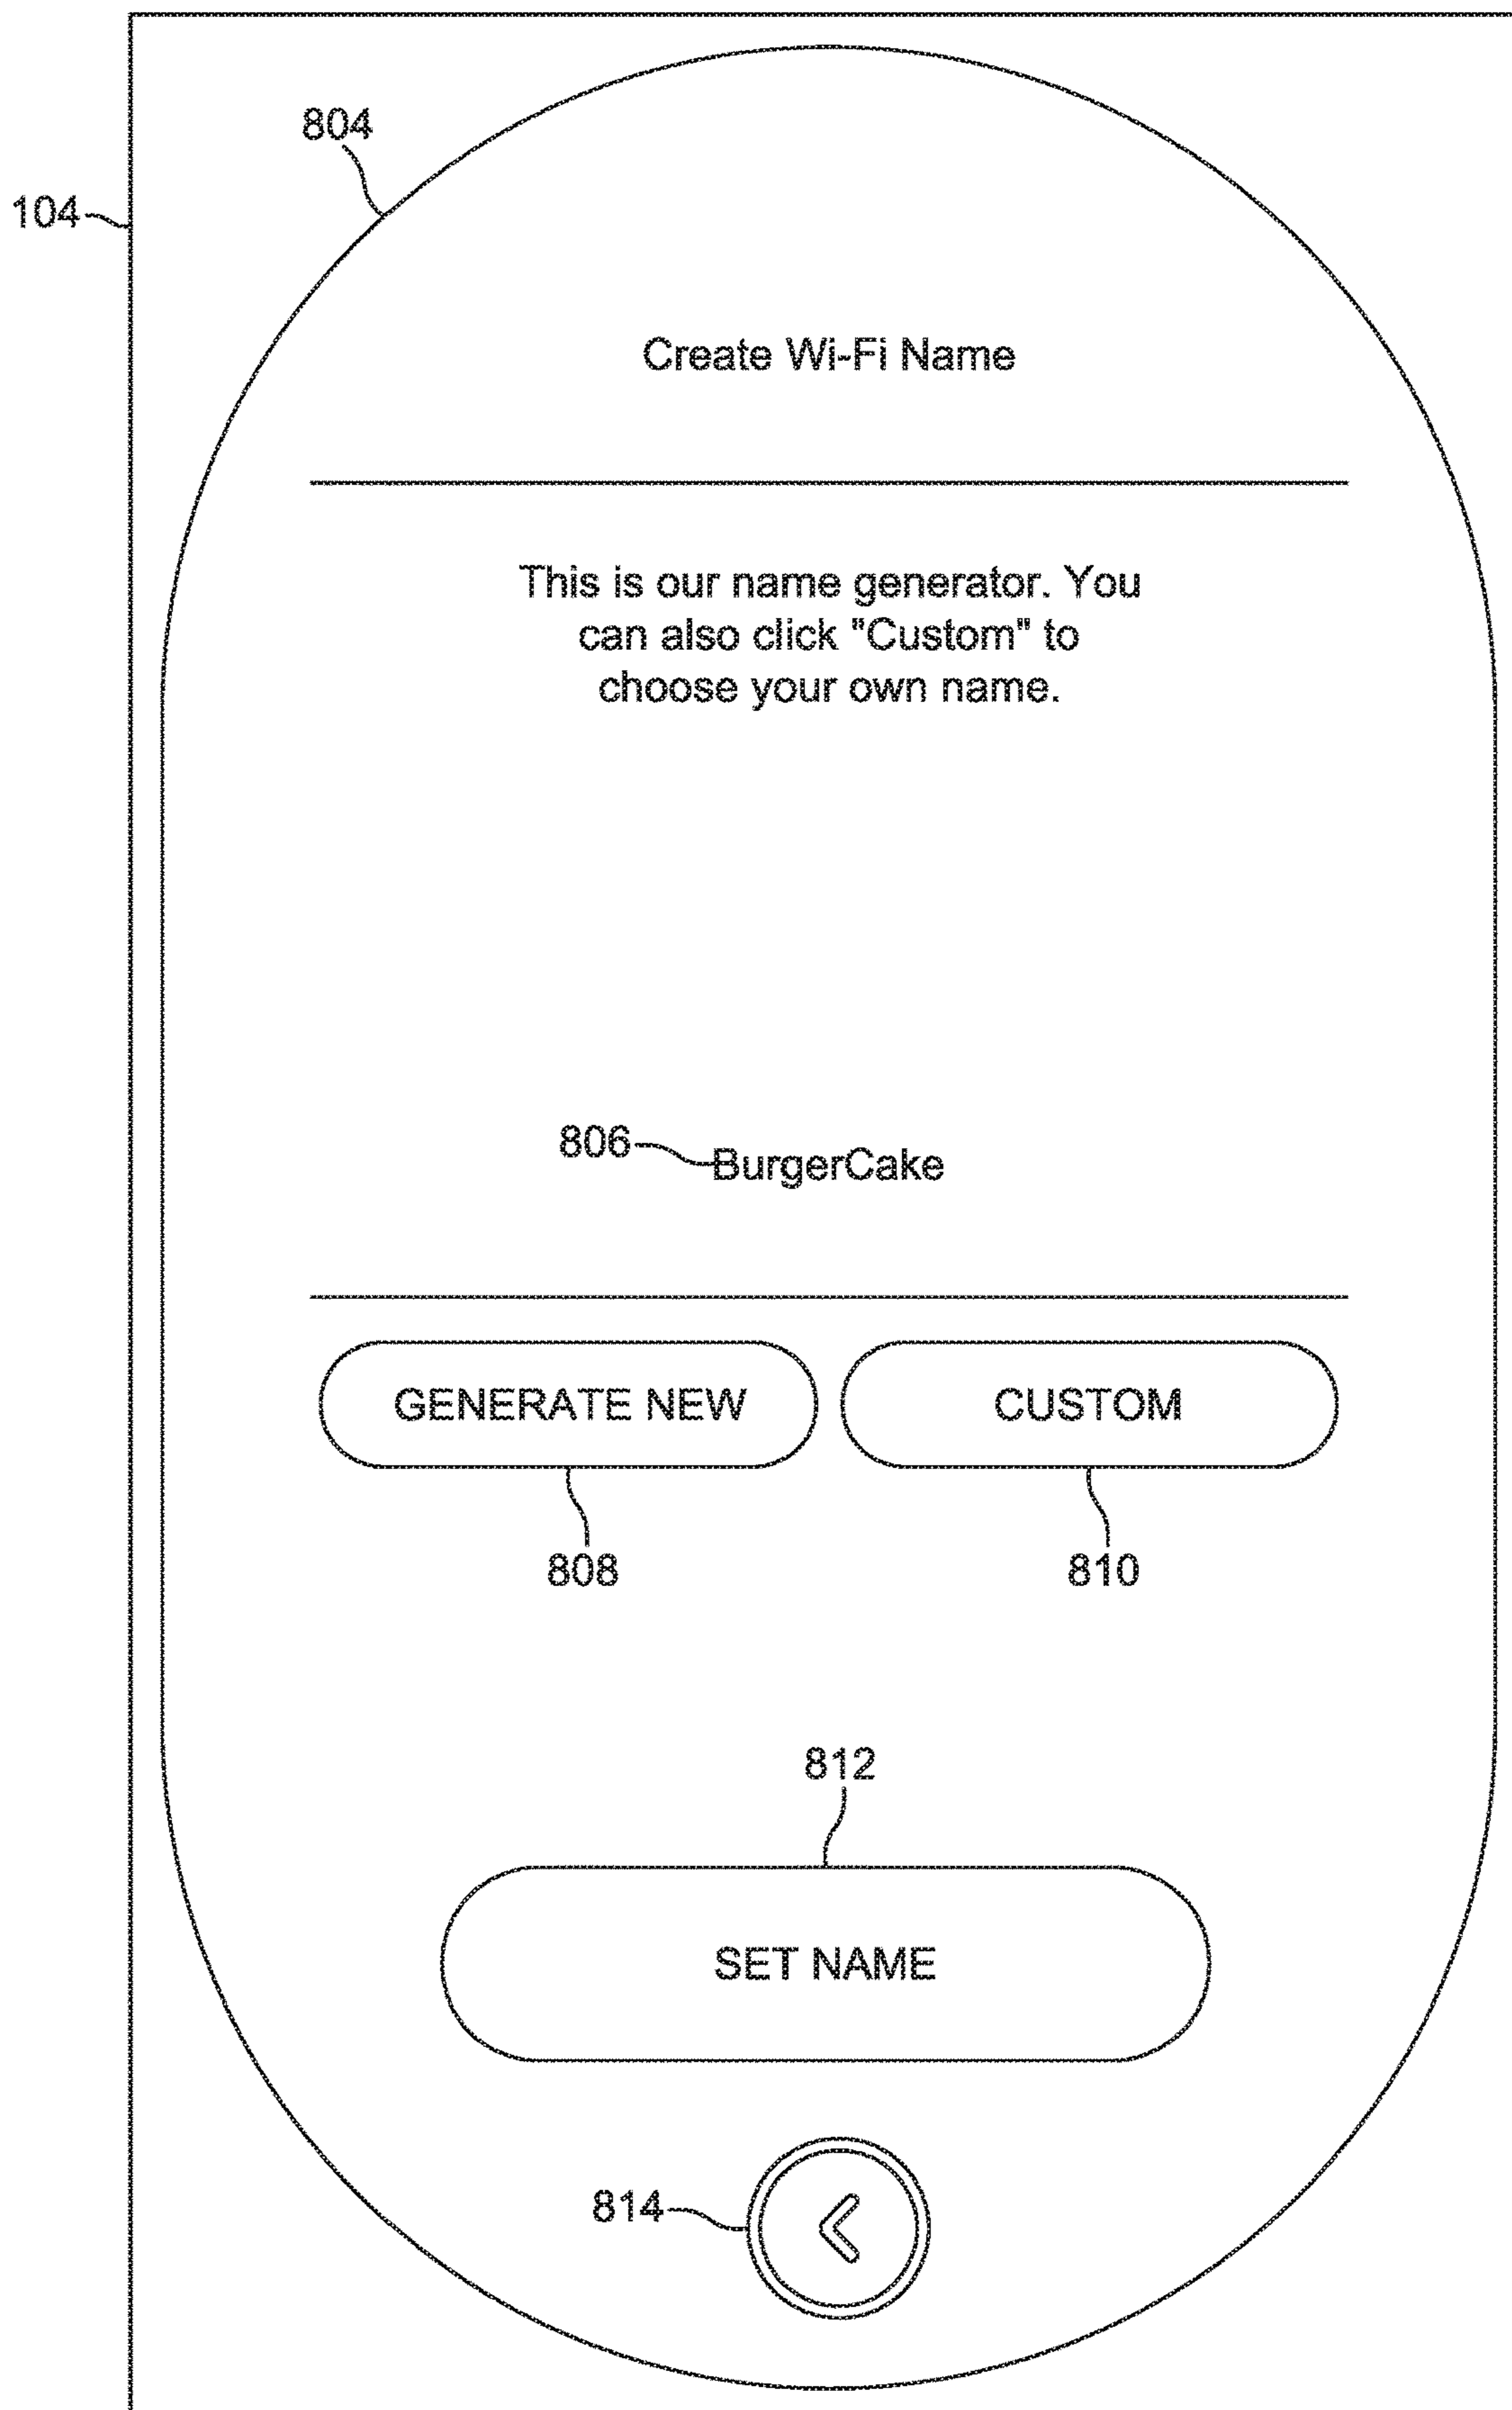 804
104
Create Wi-Fi Name
This is our name generator. You
can also click "Custom" to
choose your own name.
806
BurgerCake
GENERATE NEW
CUSTOM
808
810
812
SET NAME
814